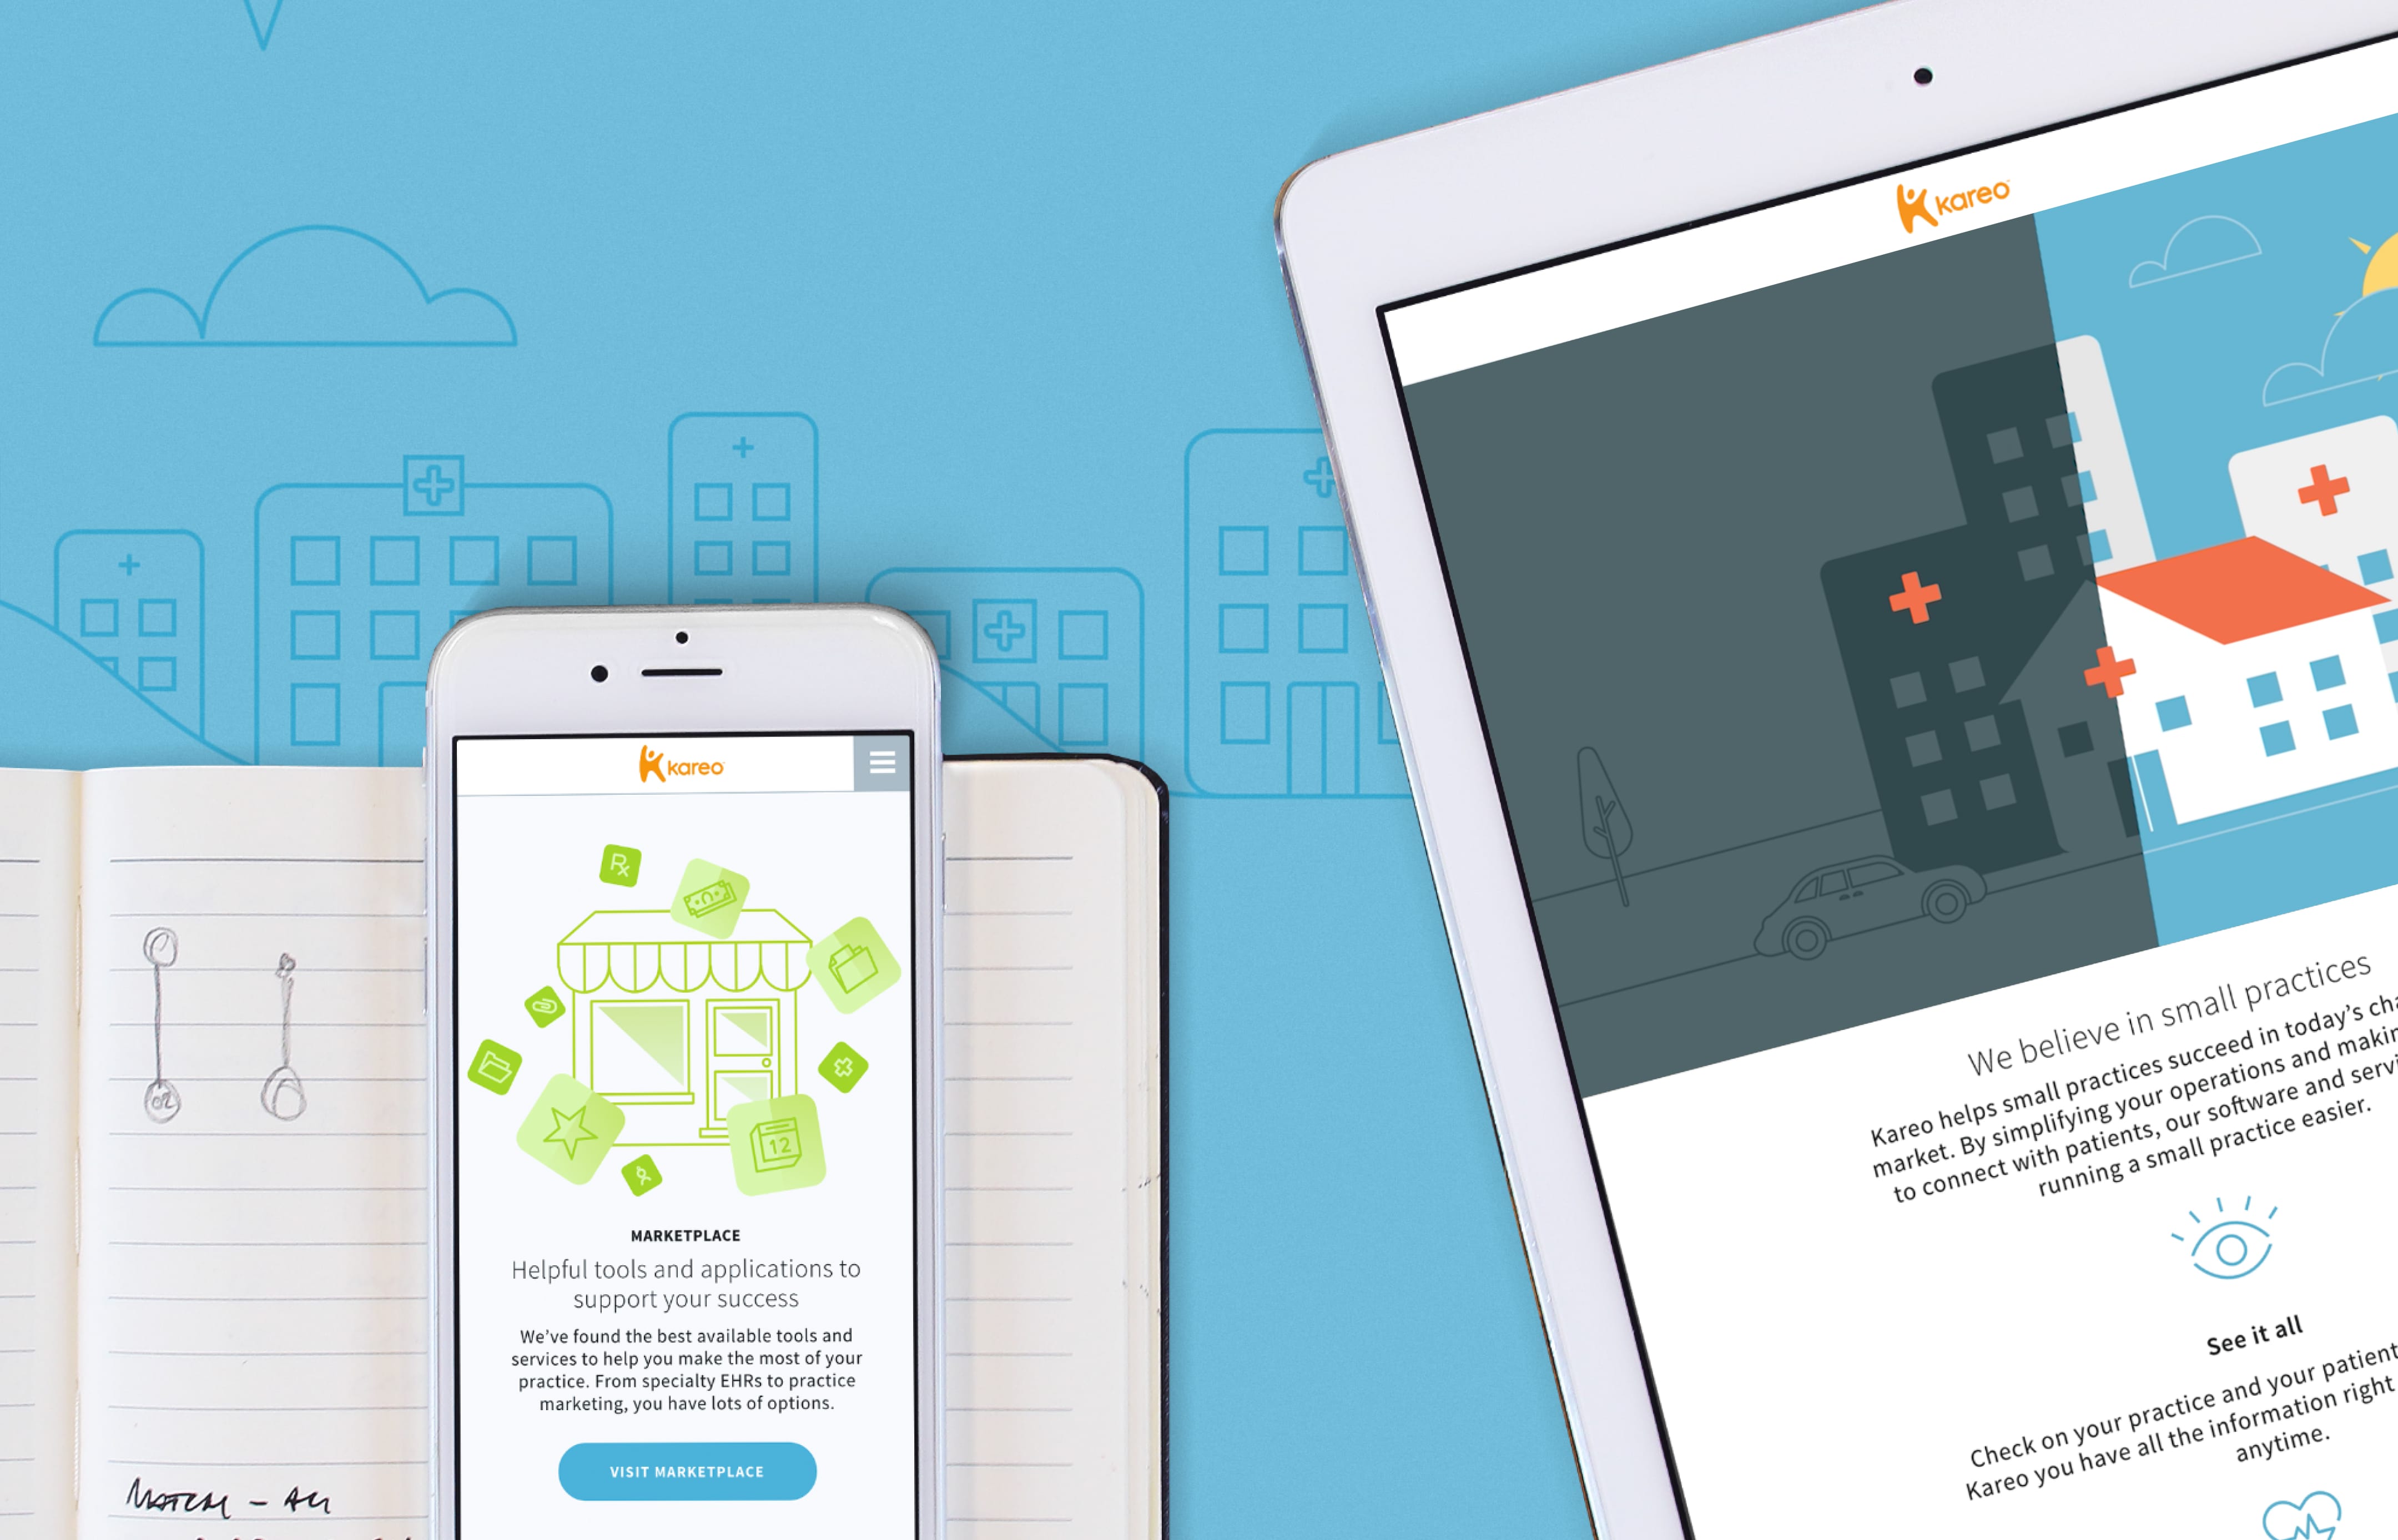 kareo
Rx
12
MARKETPLACE
Helpful tools and applications to
support your success
We've found the best available tools and
services to help you make the most of your
practice. From specialty EHRs to practice
marketing, you have lots of options.
VISIT MARKETPLACE
kareo
We believe in small practices
Kareo helps small practices succeed in today's cha
market. By simplifying your operations and makin
to connect with patients, our software and servi
running a small practice easier.
See it all
Check on your practice and your patient
Kareo you have all the information right
anytime.